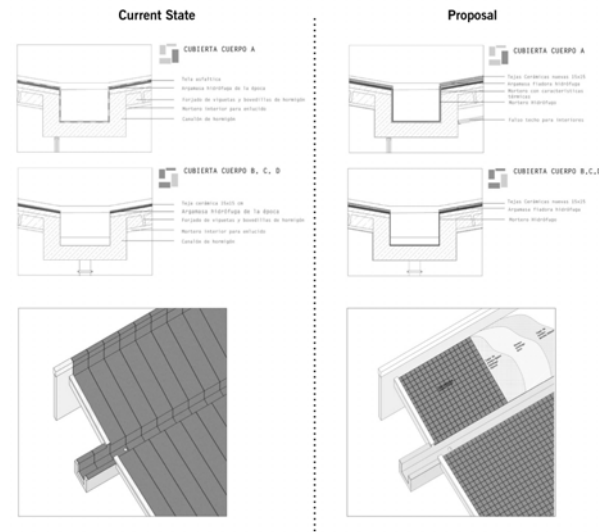 Current State
CUBIERTA CUERPO A
Tela asfáltica
Argamasa hidrófuga de la época
Forjado de viguetas y bovedillas de hormigón
Mortero interior para enlucido
Canalón de hormigón
CUBIERTA CUERPO B, C, D
Teja cerámica 15x15 cm
Argamasa hidrófuga de la época
Forjado de viguetas y bovedillas de hormigón
Mortero interior para enlucido
Canalón de hormigón
Proposal
CUBIERTA CUERPO A
Tejas Cerámicas nuevas 15x15
Argamasa fijadora hidrófuga
Mortero con características
térmicas
Mortero hidrófugo
Falso techo para interiores
CUBIERTA CUERPO B,C,D
Tejas Cerámicas nuevas 15x15
Argamasa fijadora hidrófuga
Mortero hidrófugo